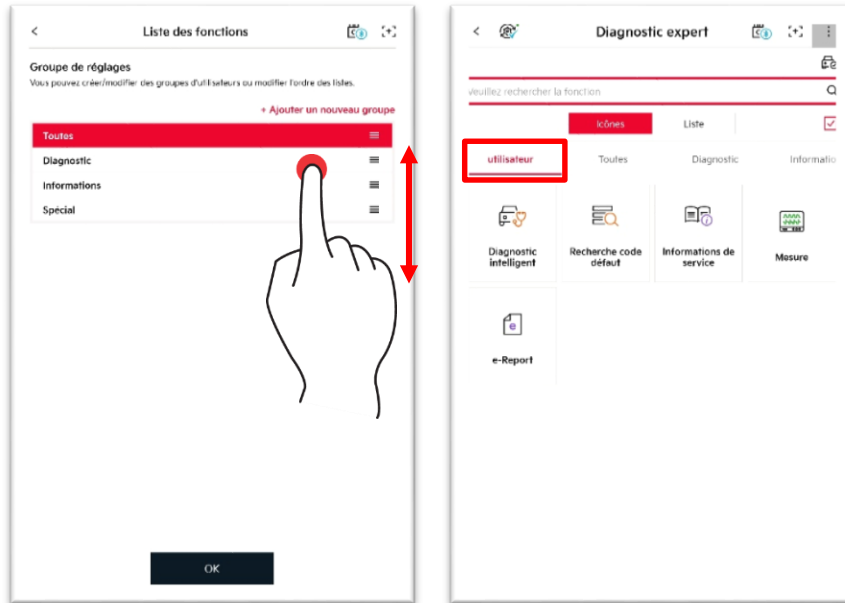 Liste des fonctions
Groupe de réglages
Vous pouvez créer/modifier des groupes d'utilisateurs ou modifier l'ordre des listes.
+ Ajouter un nouveau groupe
Toutes
Diagnostic
Informations
Spécial
OK
Diagnostic expert
Veuillez rechercher la fonction
Icônes Liste
utilisateur Toutes Diagnostic Informatio
Diagnostic intelligent
Recherche code défaut
Informations de service
Mesure
e-Report